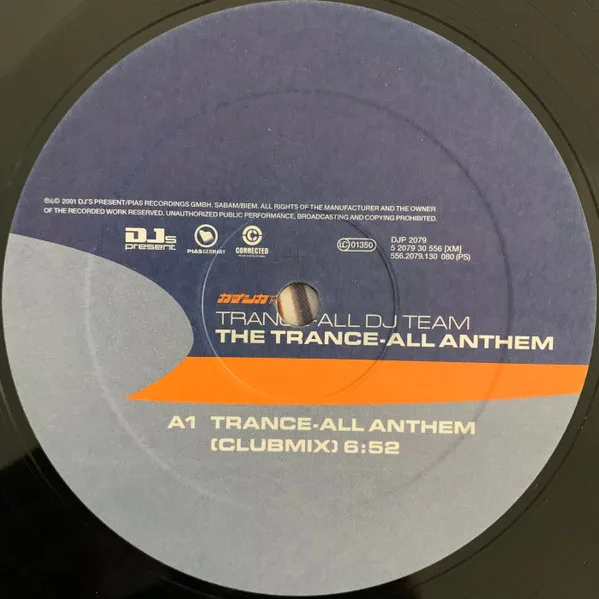 ℗&© 2001 DJ'S PRESENT/PIAS RECORDINGS GMBH. SABAM/BIEM. ALL RIGHTS OF THE MANUFACTURER AND THE OWNER
OF THE RECORDED WORK RESERVED. UNAUTHORIZED PUBLIC PERFORMANCE, BROADCASTING AND COPYING PROHIBITED.
DJs
present
PIASGERMANY
CONNECTED
LC 01350
DJP 2079
5 2079 30 556 [XM]
556.2079.130 080 (PS)
TRANCE-ALL DJ TEAM
THE TRANCE-ALL ANTHEM
A1 TRANCE-ALL ANTHEM
(CLUBMIX) 6:52